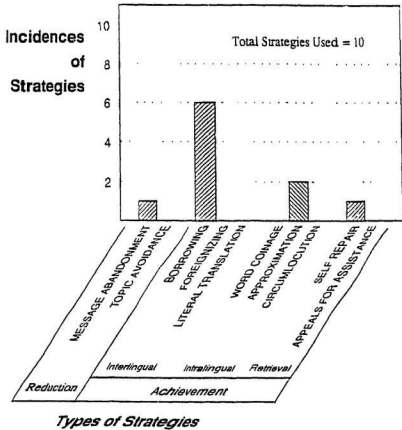 Incidences
of
Strategies
10
8
6
4
2
Total Strategies Used = 10
MESSAGE ABANDONMENT
TOPIC AVOIDANCE
BORROWING
FOREIGNIZING
LITERAL TRANSLATION
WORD COINAGE
APPROXIMATION
CIRCUMLOCUTION
SELF REPAIR
APPEALS FOR ASSISTANCE
Interlingual Intralingual Retrieval
Reduction Achievement
Types of Strategies